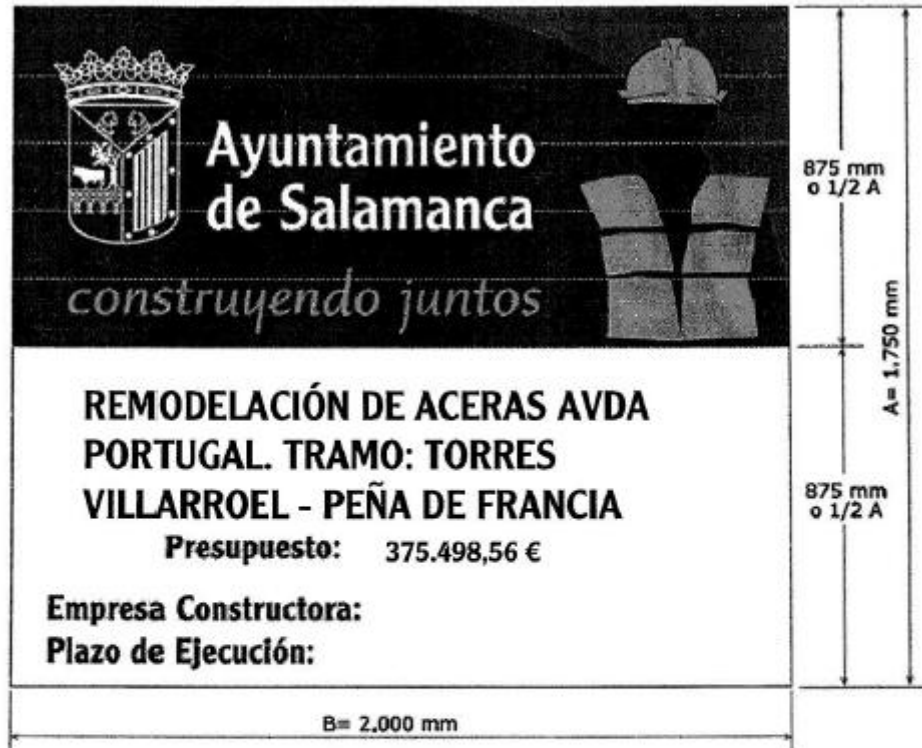 Ayuntamiento
de Salamanca
construyendo juntos
REMODELACIÓN DE ACERAS AVDA
PORTUGAL. TRAMO: TORRES
VILLARROEL - PEÑA DE FRANCIA
Presupuesto: 375.498,56 €
Empresa Constructora:
Plazo de Ejecución:
875 mm
o 1/2 A
875 mm
o 1/2 A
A= 1.750 mm
B= 2.000 mm